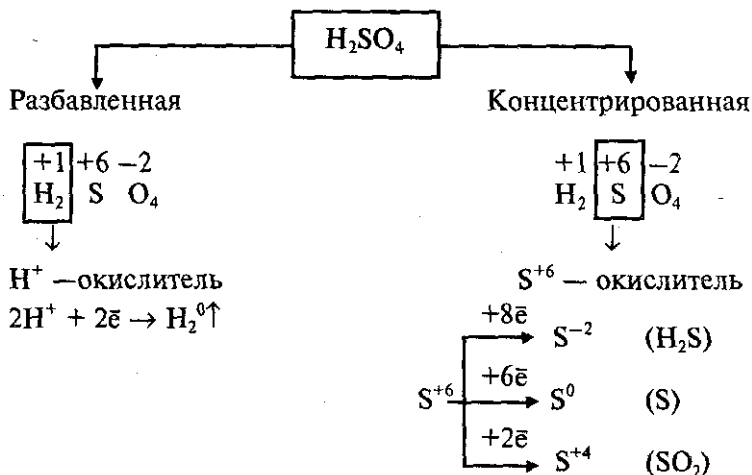 H₂SO₄
Разбавленная
+1 +6 −2
H₂ S O₄
↓
H⁺ —окислитель
2H⁺ + 2ē → H₂⁰↑
Концентрированная
+1 +6 −2
H₂ S O₄
↓
S⁺⁶ — окислитель
+8ē
S⁻² (H₂S)
+6ē
S⁺⁶ S⁰ (S)
+2ē
S⁺⁴ (SO₂)